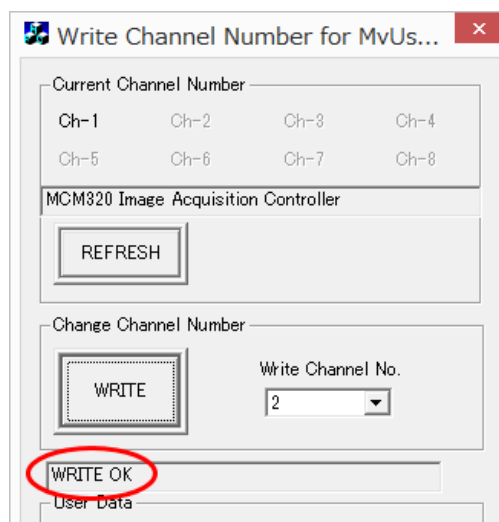 Write Channel Number for MvUs...
Current Channel Number
Ch-1 Ch-2 Ch-3 Ch-4
Ch-5 Ch-6 Ch-7 Ch-8
MCM320 Image Acquisition Controller
REFRESH
Change Channel Number
Write Channel No.
WRITE
2
WRITE OK
User Data